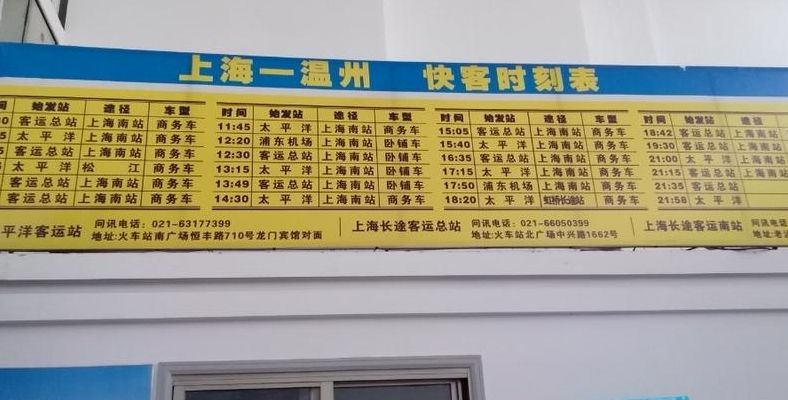 上海一温州 快客时刻表
间 始发站 途径 车型
客运总站 上海南站 商务车
太平洋 上海南站 商务车
客运总站 上海南站 商务车
太平洋 松江 商务车
客运总站 上海南站 商务车
客运总站 上海南站 商务车
时间 始发站 途径 车型
11:45 太平洋 上海南站 商务车
12:20 浦东机场 上海南站 卧铺车
12:30 客运总站 上海南站 卧铺车
13:15 太平洋 上海南站 卧铺车
13:49 客运总站 上海南站 卧铺车
14:30 太平洋 上海南站 商务车
时间 始发站 途径 车型
15:05 客运总站 上海南站 商务车
15:40 太平洋 上海南站 商务车
16:35 客运总站 上海南站 商务车
17:15 太平洋 上海南站 商务车
17:50 浦东机场 上海南站 商务车
18:20 太平洋 虹桥长途站 商务车
时间 始发站 途径
18:42 客运总站 上海南
19:30 客运总站 上海南
21:00 太平洋 上海南
21:15 客运总站 上海南
21:35 客运总站
21:58 太平洋
平洋客运站 问讯电话:021-63177399
地址:火车站南广场恒丰路710号龙门宾馆对面
上海长途客运总站 问讯电话:021-66050399
地址:火车站北广场中兴路1662号
上海长途客运南站 问讯电
地址:老